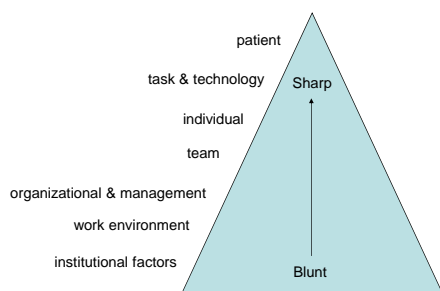 patient
task & technology
Sharp
individual
team
organizational & management
work environment
institutional factors
Blunt